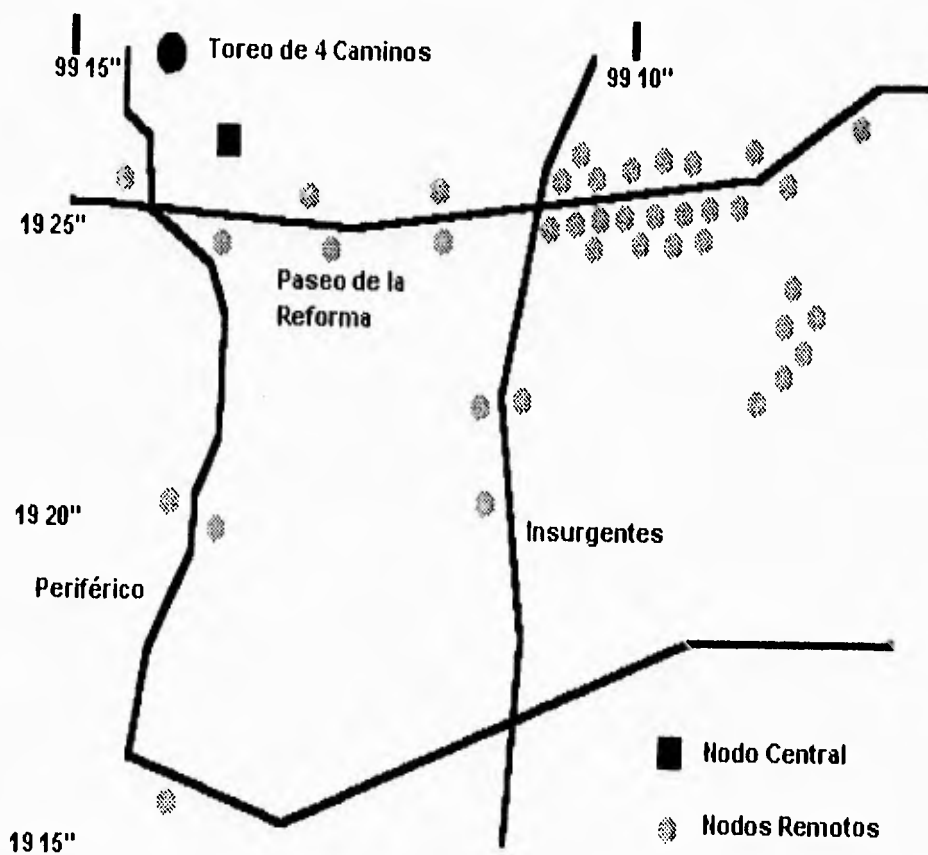 Toreo de 4 Caminos
99 15"
99 10"
19 25"
Paseo de la
Reforma
19 20"
Insurgentes
Periférico
Nodo Central
Nodos Remotos
19 15"